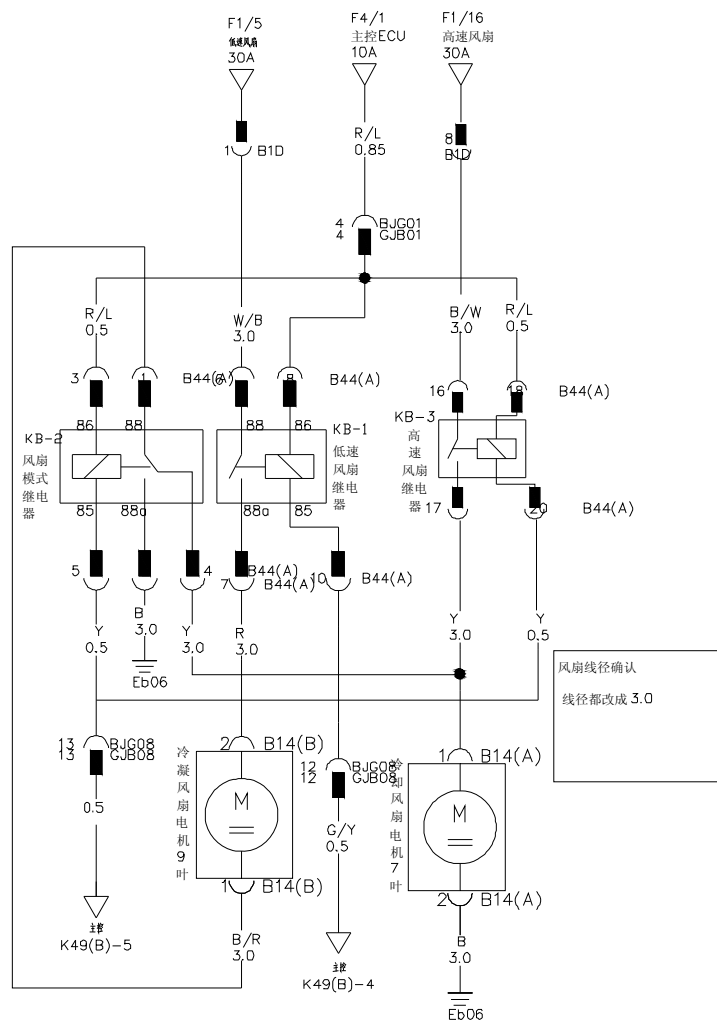 F1/5
低速风扇
30A
F4/1
主控ECU
10A
F1/16
高速风扇
30A
1
B1D
R/L
0.85
8
B1D
4
BJG01
4
GJB01
R/L
0.5
W/B
3.0
B/W
3.0
R/L
0.5
3
1
B44(A)
6
8
B44(A)
16
18
B44(A)
KB-2
风扇
模式
继电
器
86
88
88
86
KB-1
低速
风扇
继电
器
KB-3
高
速
风扇
继电
器
85
88a
88a
85
17
20
B44(A)
5
4
B44(A)
7
B44(A)
10
B44(A)
B
3.0
Eb06
Y
0.5
Y
3.0
R
3.0
Y
3.0
Y
0.5
风扇线径确认
线径都改成3.0
13
BJG08
13
GJB08
2
B14(B)
冷
凝
风
扇
电
机
9
叶
M
12
BJG08
12
GJB08
1
B14(A)
冷
却
风
扇
电
机
7
叶
M
0.5
G/Y
0.5
1
B14(B)
2
B14(A)
主控
K49(B)-5
B/R
3.0
主控
K49(B)-4
B
3.0
Eb06